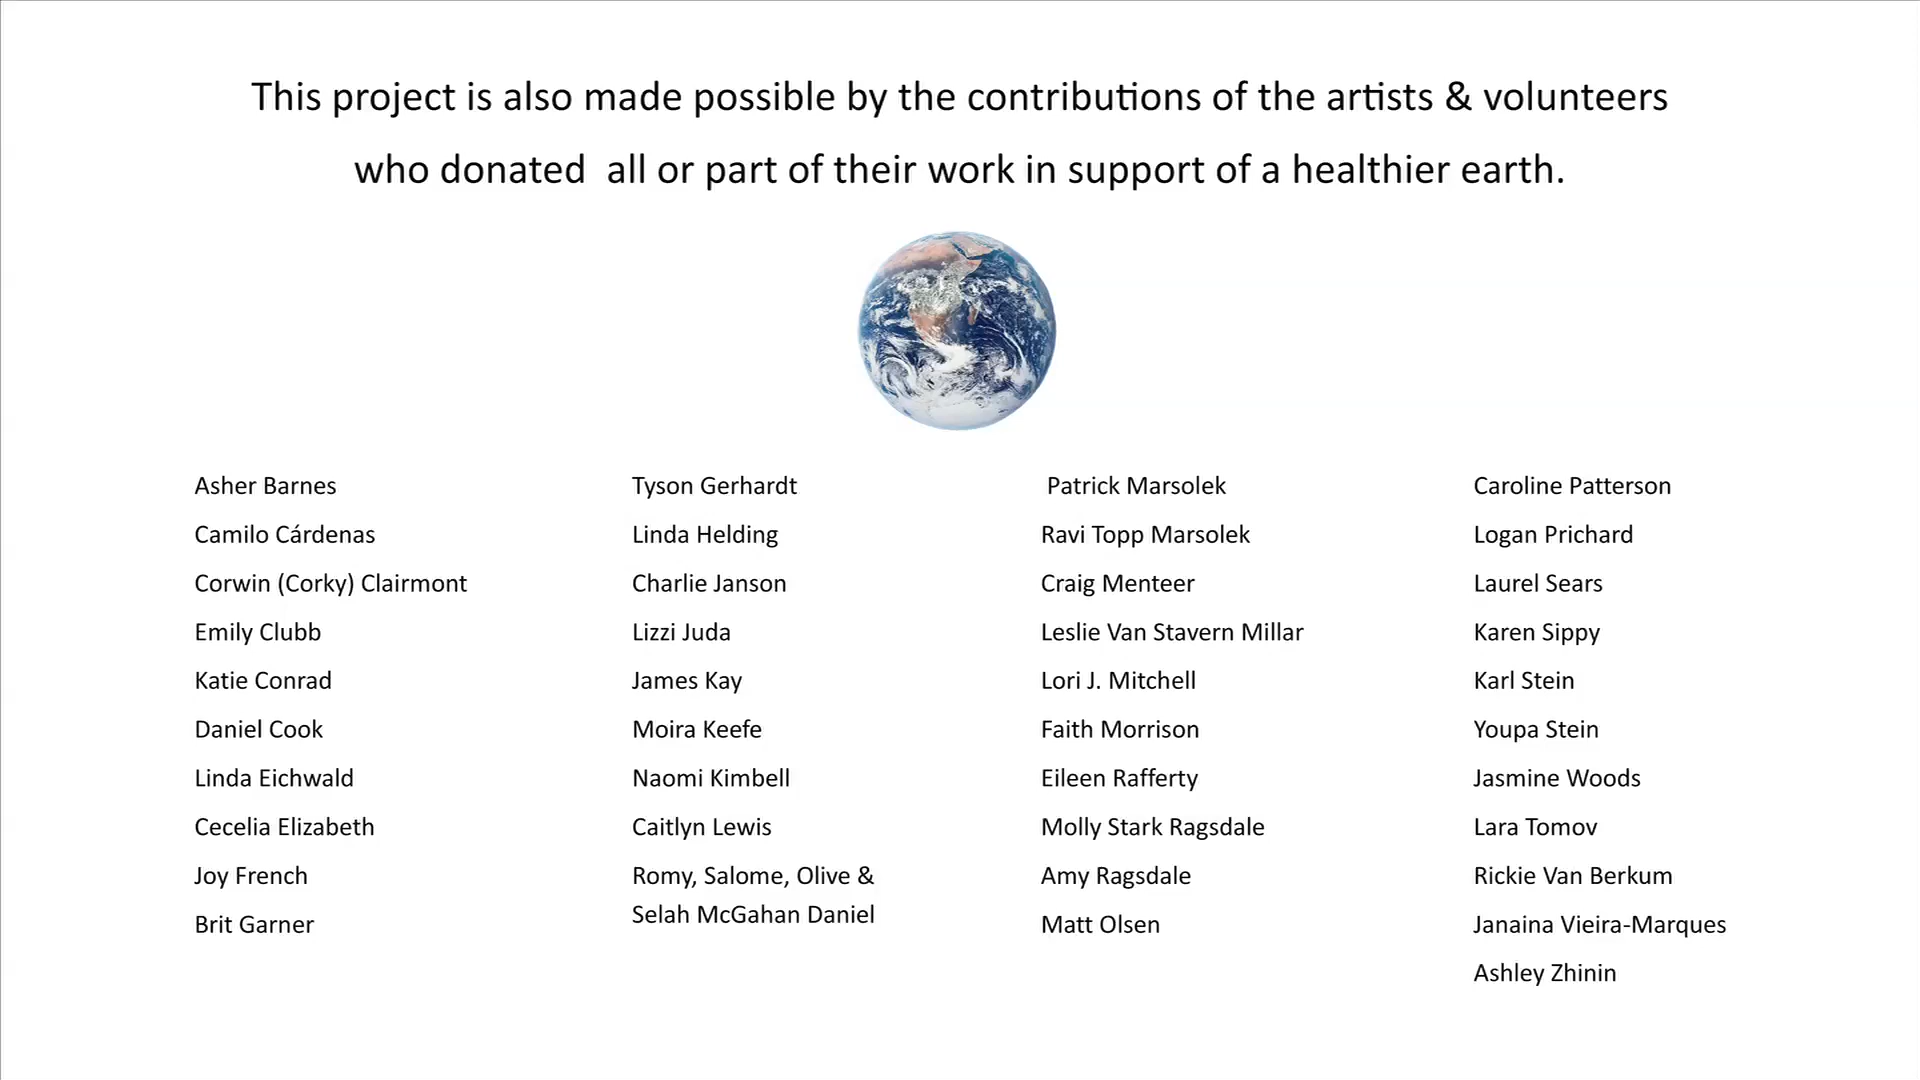 This project is also made possible by the contributions of the artists & volunteers
who donated  all or part of their work in support of a healthier earth.
Asher Barnes
Camilo Cárdenas
Corwin (Corky) Clairmont
Emily Clubb
Katie Conrad
Daniel Cook
Linda Eichwald
Cecelia Elizabeth
Joy French
Brit Garner
Tyson Gerhardt
Linda Helding
Charlie Janson
Lizzi Juda
James Kay
Moira Keefe
Naomi Kimbell
Caitlyn Lewis
Romy, Salome, Olive &
Selah McGahan Daniel
Patrick Marsolek
Ravi Topp Marsolek
Craig Menteer
Leslie Van Stavern Millar
Lori J. Mitchell
Faith Morrison
Eileen Rafferty
Molly Stark Ragsdale
Amy Ragsdale
Matt Olsen
Caroline Patterson
Logan Prichard
Laurel Sears
Karen Sippy
Karl Stein
Youpa Stein
Jasmine Woods
Lara Tomov
Rickie Van Berkum
Janaina Vieira-Marques
Ashley Zhinin